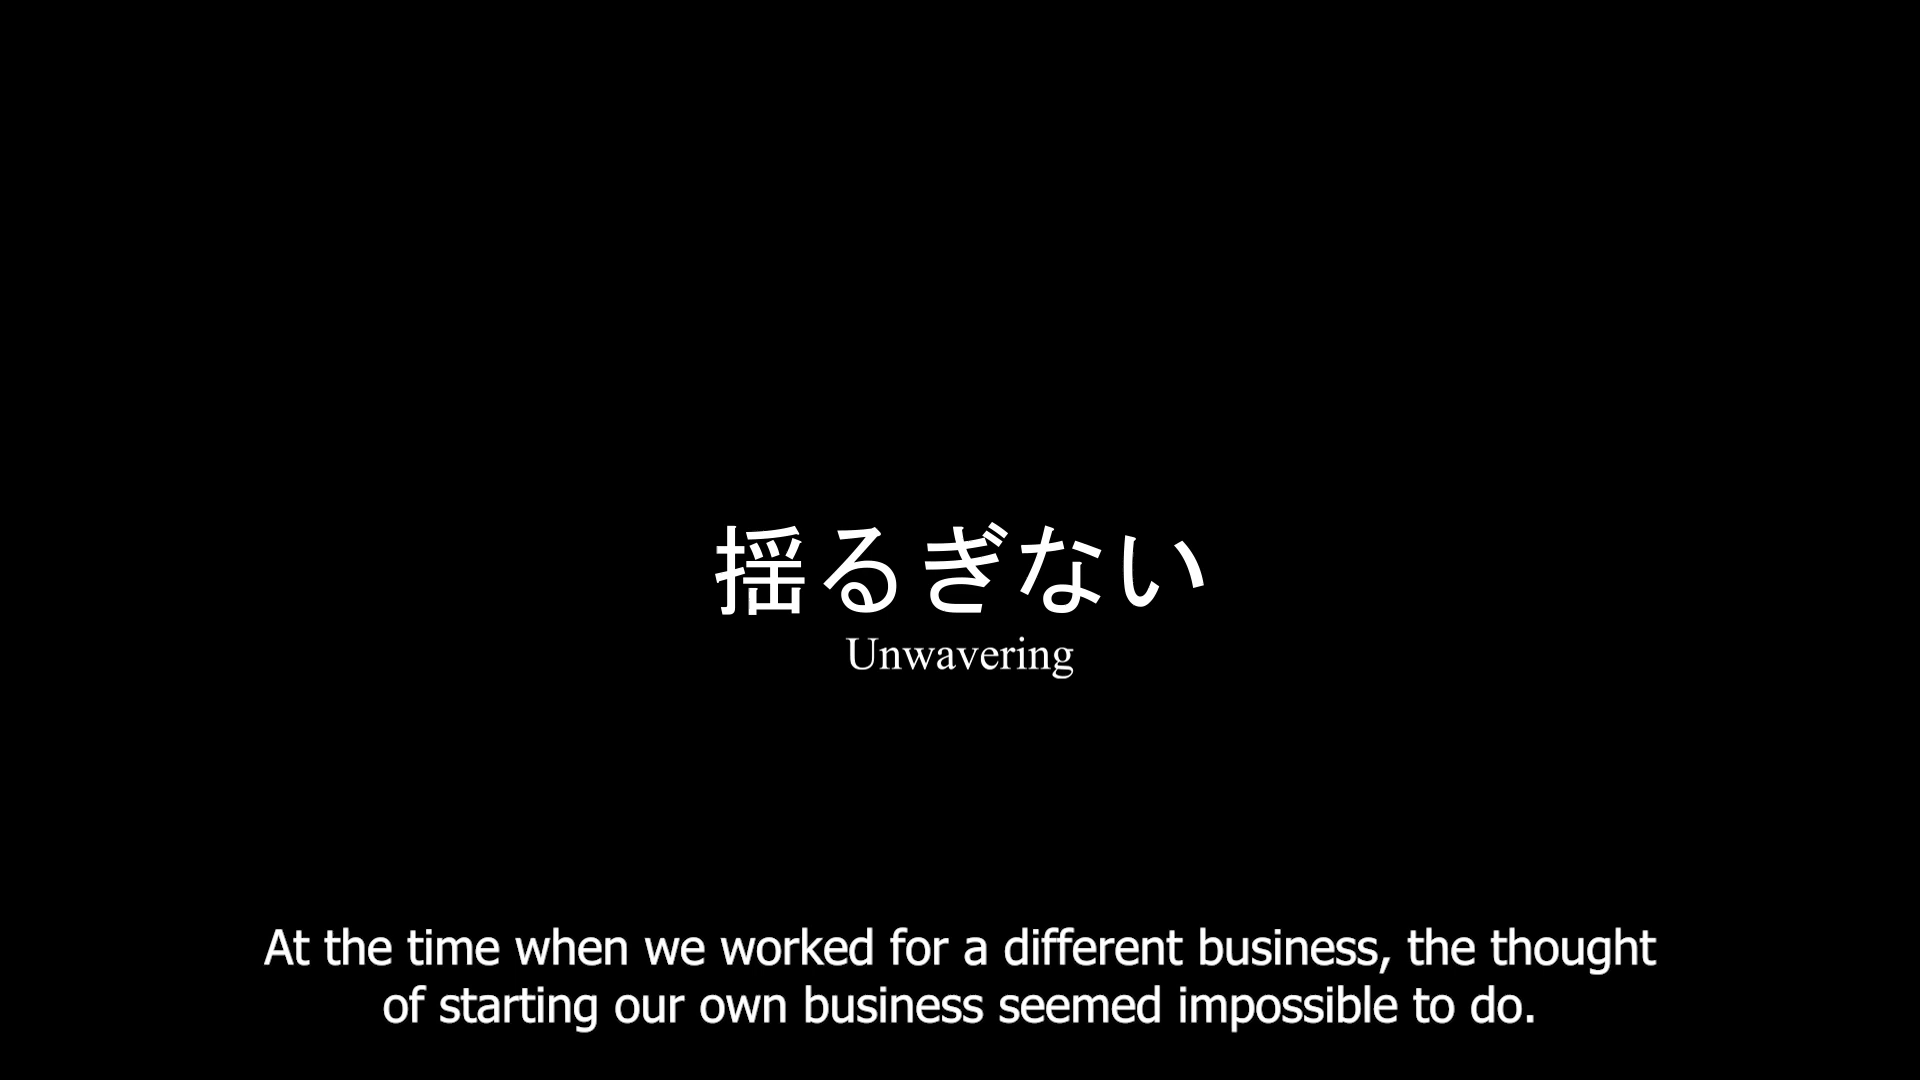 揺るぎない
Unwavering
At the time when we worked for a different business, the thought
of starting our own business seemed impossible to do.